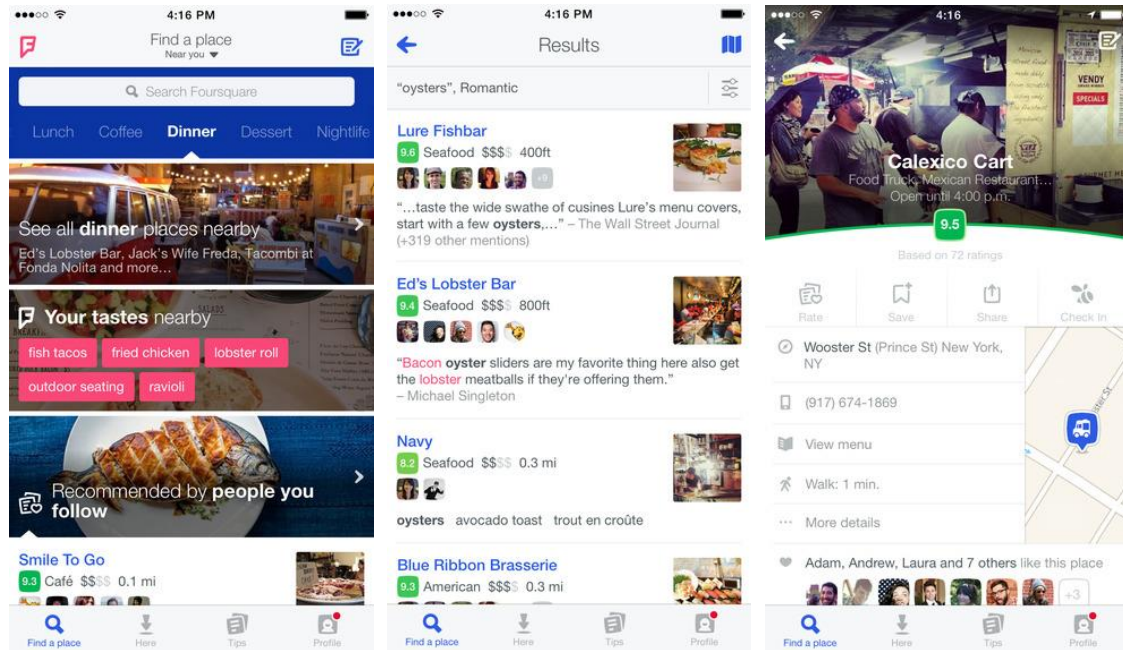 4:16 PM
Find a place
Near you ▼
Search Foursquare
Lunch Coffee Dinner Dessert Nightlife
See all dinner places nearby
Ed's Lobster Bar, Jack's Wife Freda, Tacombi at
Fonda Nolita and more...
Your tastes nearby
fish tacos fried chicken lobster roll
outdoor seating ravioli
Recommended by people you
follow
Smile To Go
9.3 Café $$$$ 0.1 mi
Find a place Here Tips Profile
4:16 PM
Results
"oysters", Romantic
Lure Fishbar
9.6 Seafood $$$$ 400ft
+9
"...taste the wide swathe of cusines Lure's menu covers,
start with a few oysters,..." – The Wall Street Journal
(+319 other mentions)
Ed's Lobster Bar
9.4 Seafood $$$$ 800ft
"Bacon oyster sliders are my favorite thing here also get
the lobster meatballs if they're offering them."
– Michael Singleton
Navy
8.2 Seafood $$$$ 0.3 mi
oysters avocado toast trout en croûte
Blue Ribbon Brasserie
9.3 American $$$$ 0.3 mi
Find a place Here Tips Profile
4:16
VENDY
SPECIALS
Calexico Cart
Food Truck, Mexican Restaurant...
Open until 4:00 p.m.
9.5
Based on 72 ratings
Rate Save Share Check In
Wooster St (Prince St) New York,
NY
(917) 674-1869
View menu
Walk: 1 min.
More details
Adam, Andrew, Laura and 7 others like this place
+3
Find a place Here Tips Profile